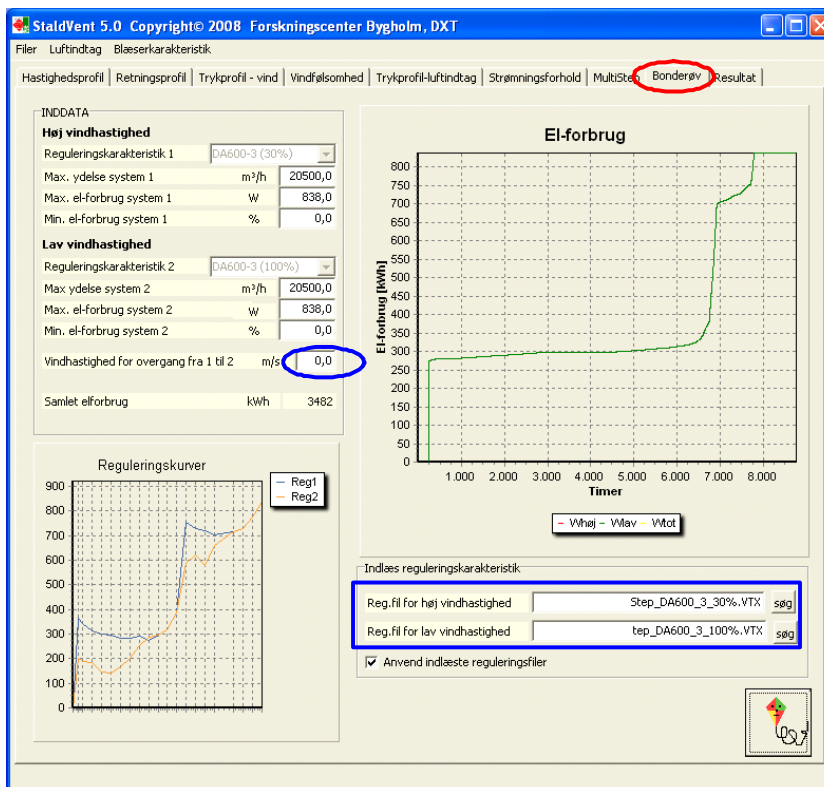 StaldVent 5.0 Copyright© 2008 Forskningscenter Bygholm, DXT
Filer Luftindtag Blæserkarakteristik
Hastighedsprofil Retningsprofil Trykprofil - vind Vindfølsomhed Trykprofil-luftindtag Strømningsforhold MultiStep Bonderøv Resultat
INDDATA
Høj vindhastighed
Reguleringskarakteristik 1 DA600-3 (30%)
Max. ydelse system 1 m³/h 20500,0
Max. el-forbrug system 1 W 838,0
Min. el-forbrug system 1 % 0,0
Lav vindhastighed
Reguleringskarakteristik 2 DA600-3 (100%)
Max ydelse system 2 m³/h 20500,0
Max. el-forbrug system 2 W 838,0
Min. el-forbrug system 2 % 0,0
Vindhastighed for overgang fra 1 til 2 m/s 0,0
Samlet elforbrug kWh 3482
El-forbrug
El-forbrug [kWh]
800
750
700
650
600
550
500
450
400
350
300
250
200
150
100
50
0
1.000 2.000 3.000 4.000 5.000 6.000 7.000 8.000
Timer
Whøj Wlav Wtot
Reguleringskurver
Reg1
Reg2
900
800
700
600
500
400
300
200
100
0
Indlæs reguleringskarakteristik
Reg.fil for høj vindhastighed Step_DA600_3_30%.VTX søg
Reg.fil for lav vindhastighed tep_DA600_3_100%.VTX søg
Anvend indlæste reguleringsfiler